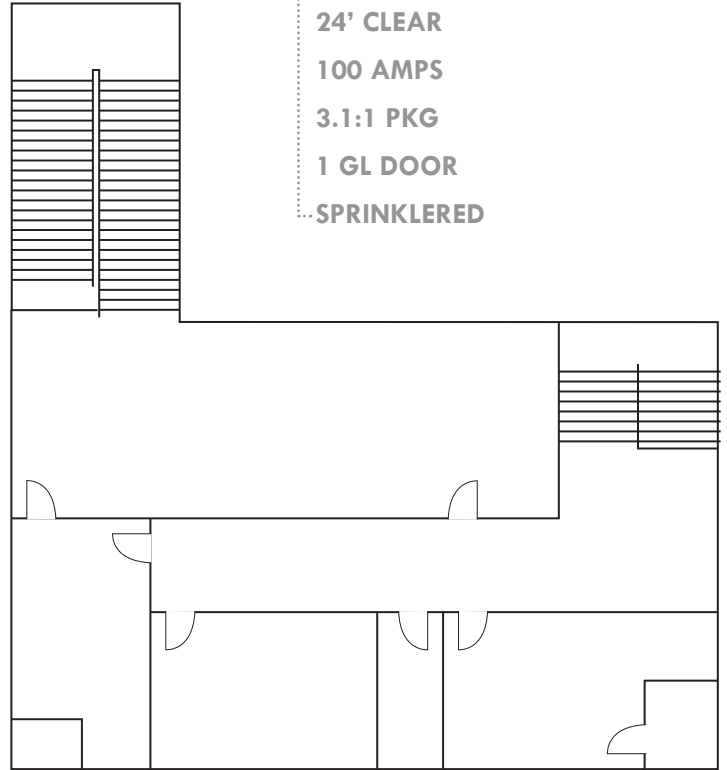 24’ CLEAR
100 AMPS
3.1:1 PKG
1 GL DOOR
SPRINKLERED